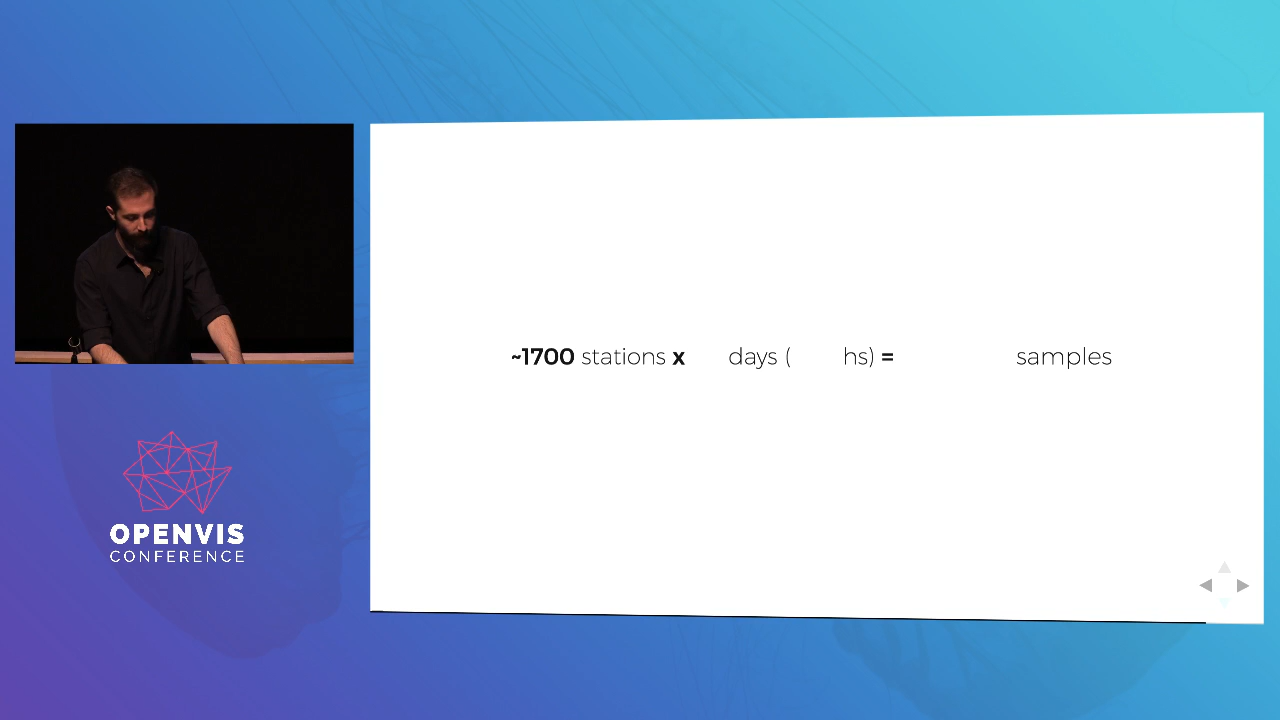 ~1700 stations x days ( hs) = samples
OPENVIS
CONFERENCE